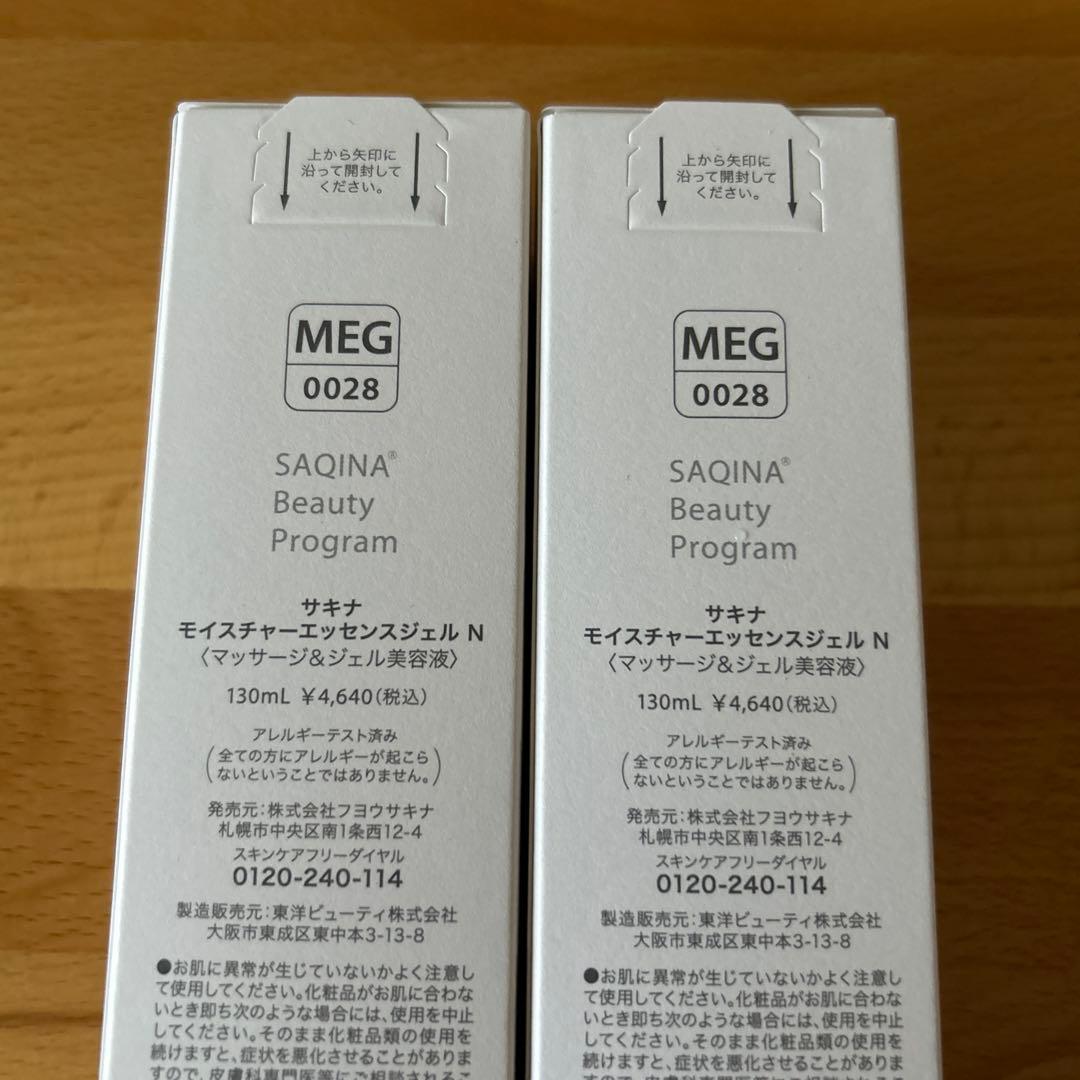 上から矢印に
沿って開封して
ください。
MEG
0028
SAQINA®
Beauty
Program
サキナ
モイスチャーエッセンスジェル N
〈マッサージ&ジェル美容液〉
130mL ¥4,640(税込)
アレルギーテスト済み
(全ての方にアレルギーが起こら
ないということではありません。)
発売元:株式会社フヨウサキナ
札幌市中央区南1条西12-4
スキンケアフリーダイヤル
0120-240-114
製造販売元:東洋ビューティ株式会社
大阪市東成区東中本3-13-8
●お肌に異常が生じていないかよく注意し
て使用してください。化粧品がお肌に合わな
いとき即ち次のような場合には、使用を中止
してください。そのまま化粧品類の使用を
続けますと、症状を悪化させることがありま
すので、皮膚科専門医等にご相談されるこ
上から矢印に
沿って開封して
ください。
MEG
0028
SAQINA®
Beauty
Program
サキナ
モイスチャーエッセンスジェル N
〈マッサージ&ジェル美容液〉
130mL ¥4,640(税込)
アレルギーテスト済み
(全ての方にアレルギーが起こら
ないということではありません。)
発売元:株式会社フヨウサキナ
札幌市中央区南1条西12-4
スキンケアフリーダイヤル
0120-240-114
製造販売元:東洋ビューティ株式会社
大阪市東成区東中本3-13-8
●お肌に異常が生じていないかよく注意し
て使用してください。化粧品がお肌に合わな
いとき即ち次のような場合には、使用を中止
してください。そのまま化粧品類の使用を
続けますと、症状を悪化させることがありま